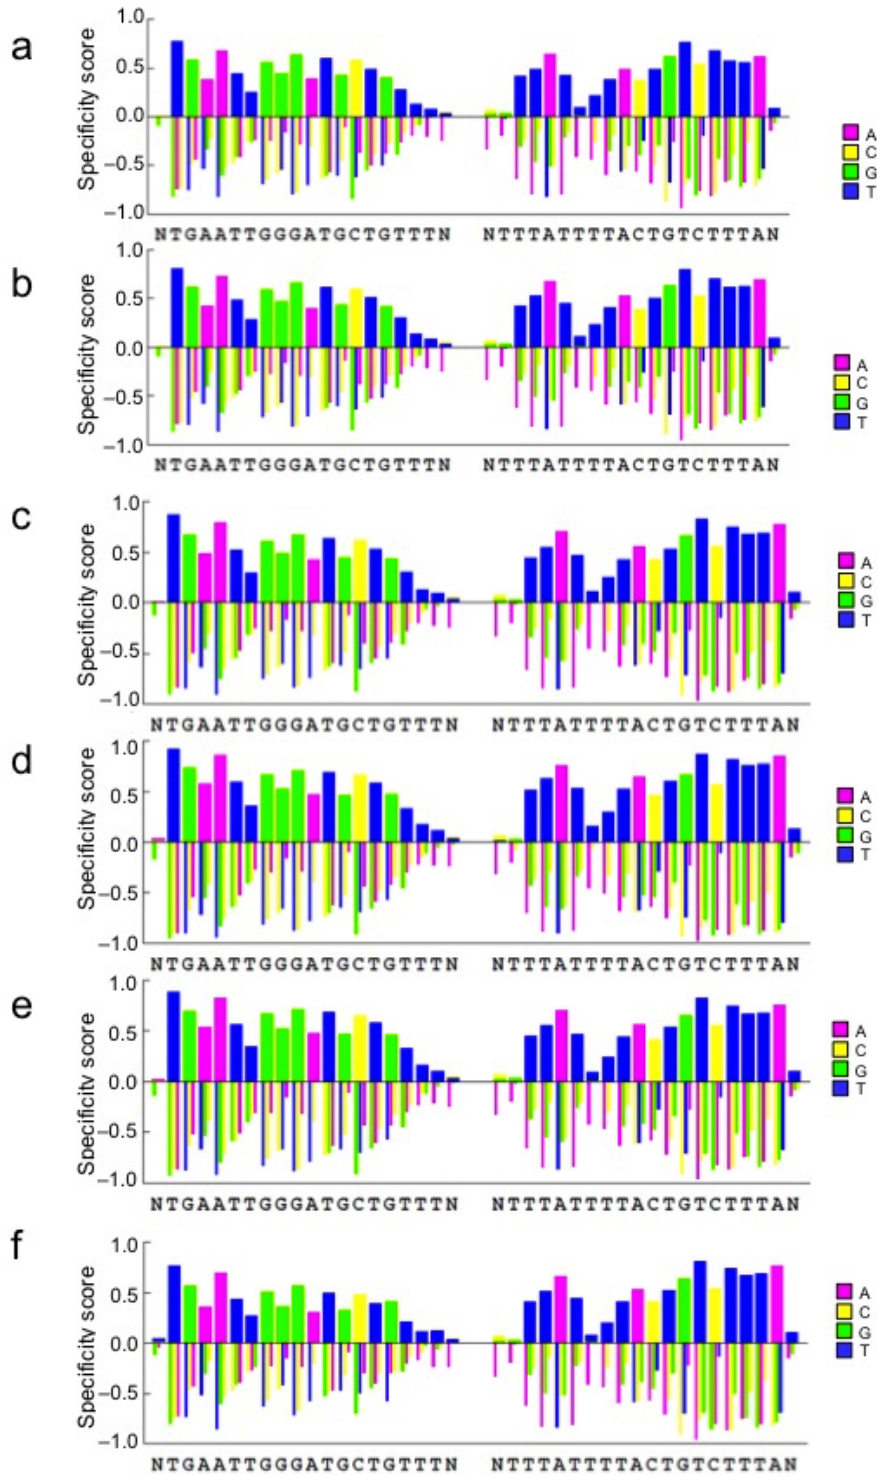 a
Specificity score
1.0
0.5
0.0
–0.5
–1.0
NTGAATTGGGATGCTGTTTN NTTTATTTTACTGTCTTTAN
A
C
G
T
b
Specificity score
1.0
0.5
0.0
–0.5
–1.0
NTGAATTGGGATGCTGTTTN NTTTATTTTACTGTCTTTAN
A
C
G
T
c
Specificity score
1.0
0.5
0.0
–0.5
–1.0
NTGAATTGGGATGCTGTTTN NTTTATTTTACTGTCTTTAN
A
C
G
T
d
Specificity score
1.0
0.5
0.0
–0.5
–1.0
NTGAATTGGGATGCTGTTTN NTTTATTTTACTGTCTTTAN
A
C
G
T
e
Specificity score
1.0
0.5
0.0
–0.5
–1.0
NTGAATTGGGATGCTGTTTN NTTTATTTTACTGTCTTTAN
A
C
G
T
f
Specificity score
1.0
0.5
0.0
–0.5
–1.0
NTGAATTGGGATGCTGTTTN NTTTATTTTACTGTCTTTAN
A
C
G
T